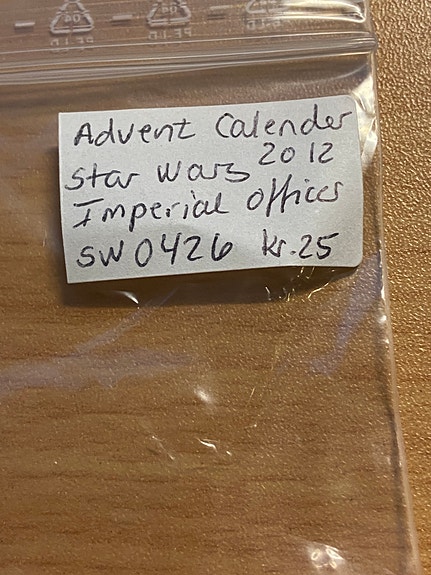 Advent Calender
Star Wars 2012
Imperial Offices
SW0426 kr.25